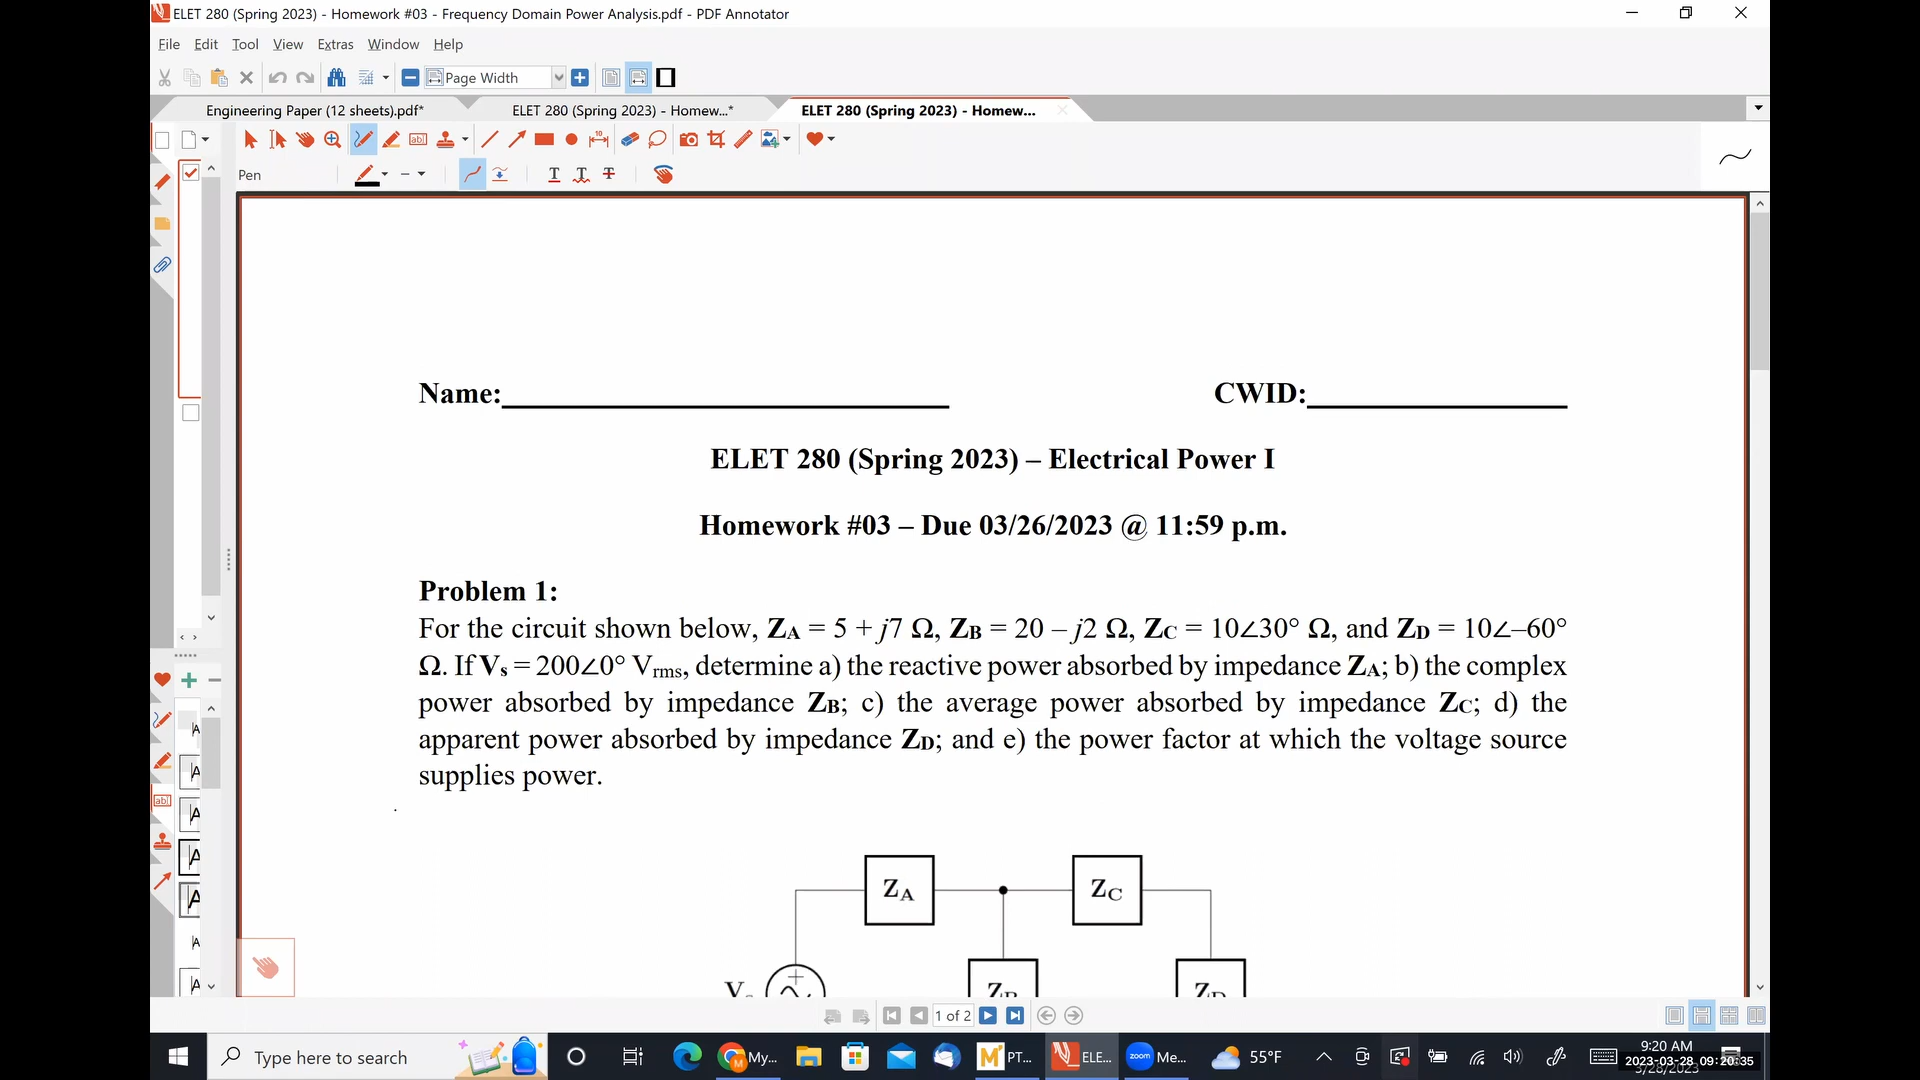 ELET 280 (Spring 2023) - Homework #03 - Frequency Domain Power Analysis.pdf - PDF Annotator
File Edit Tool View Extras Window Help
Page Width
Engineering Paper (12 sheets).pdf* ELET 280 (Spring 2023) - Homew...* ELET 280 (Spring 2023) - Homew...
Pen
Name: CWID:
ELET 280 (Spring 2023) – Electrical Power I
Homework #03 – Due 03/26/2023 @ 11:59 p.m.
Problem 1:
For the circuit shown below, ZA = 5 + j7 Ω, ZB = 20 – j2 Ω, ZC = 10∠30° Ω, and ZD = 10∠–60°
Ω. If Vs = 200∠0° Vrms, determine a) the reactive power absorbed by impedance ZA; b) the complex
power absorbed by impedance ZB; c) the average power absorbed by impedance ZC; d) the
apparent power absorbed by impedance ZD; and e) the power factor at which the voltage source
supplies power.
ZA ZC
Vs ZB ZD
1 of 2
Type here to search My... PT... ELE... zoom Me... 55°F 9:20 AM
2023-03-28 09:20:35
3/28/2023